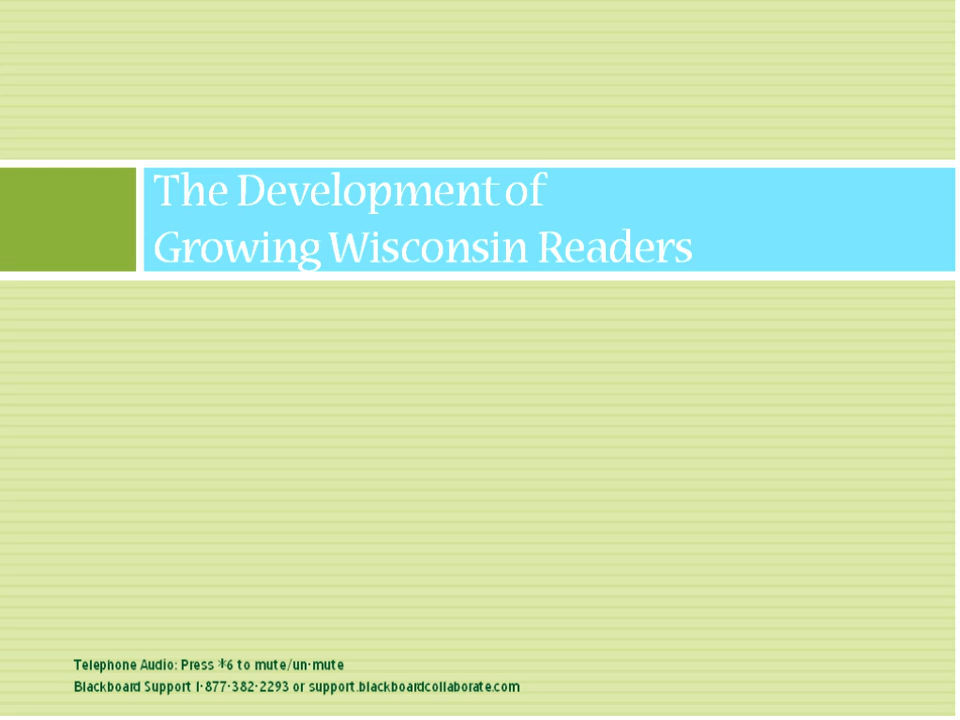 The Development of
Growing Wisconsin Readers
Telephone Audio: Press *6 to mute/un-mute
Blackboard Support 1-877-382-2293 or support.blackboardcollaborate.com